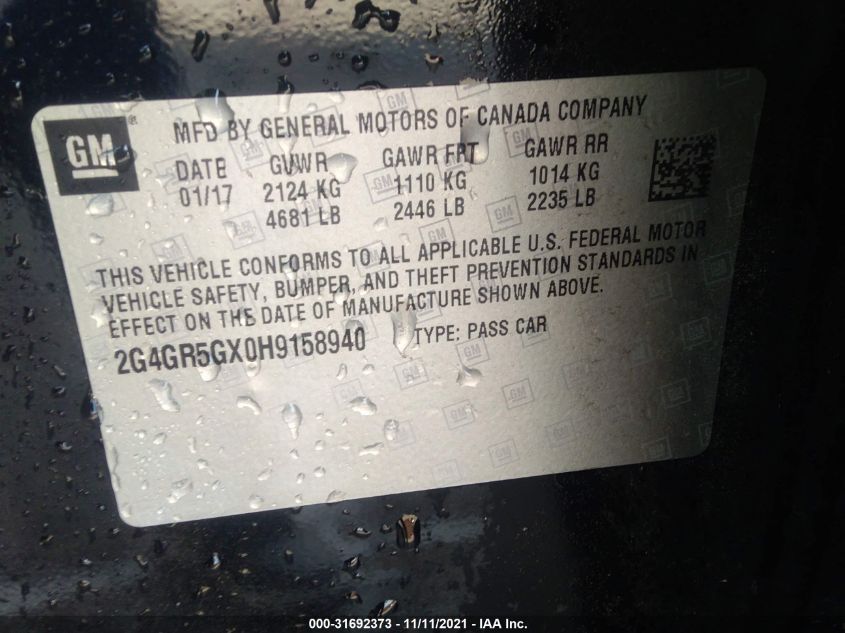 GM
®
MFD BY GENERAL MOTORS OF CANADA COMPANY
DATE GVWR GAWR FRT GAWR RR
01/17 2124 KG 1110 KG 1014 KG
4681 LB 2446 LB 2235 LB
THIS VEHICLE CONFORMS TO ALL APPLICABLE U.S. FEDERAL MOTOR
VEHICLE SAFETY, BUMPER, AND THEFT PREVENTION STANDARDS IN
EFFECT ON THE DATE OF MANUFACTURE SHOWN ABOVE.
2G4GR5GX0H9158940 TYPE: PASS CAR
000-31692373 - 11/11/2021 - IAA Inc.